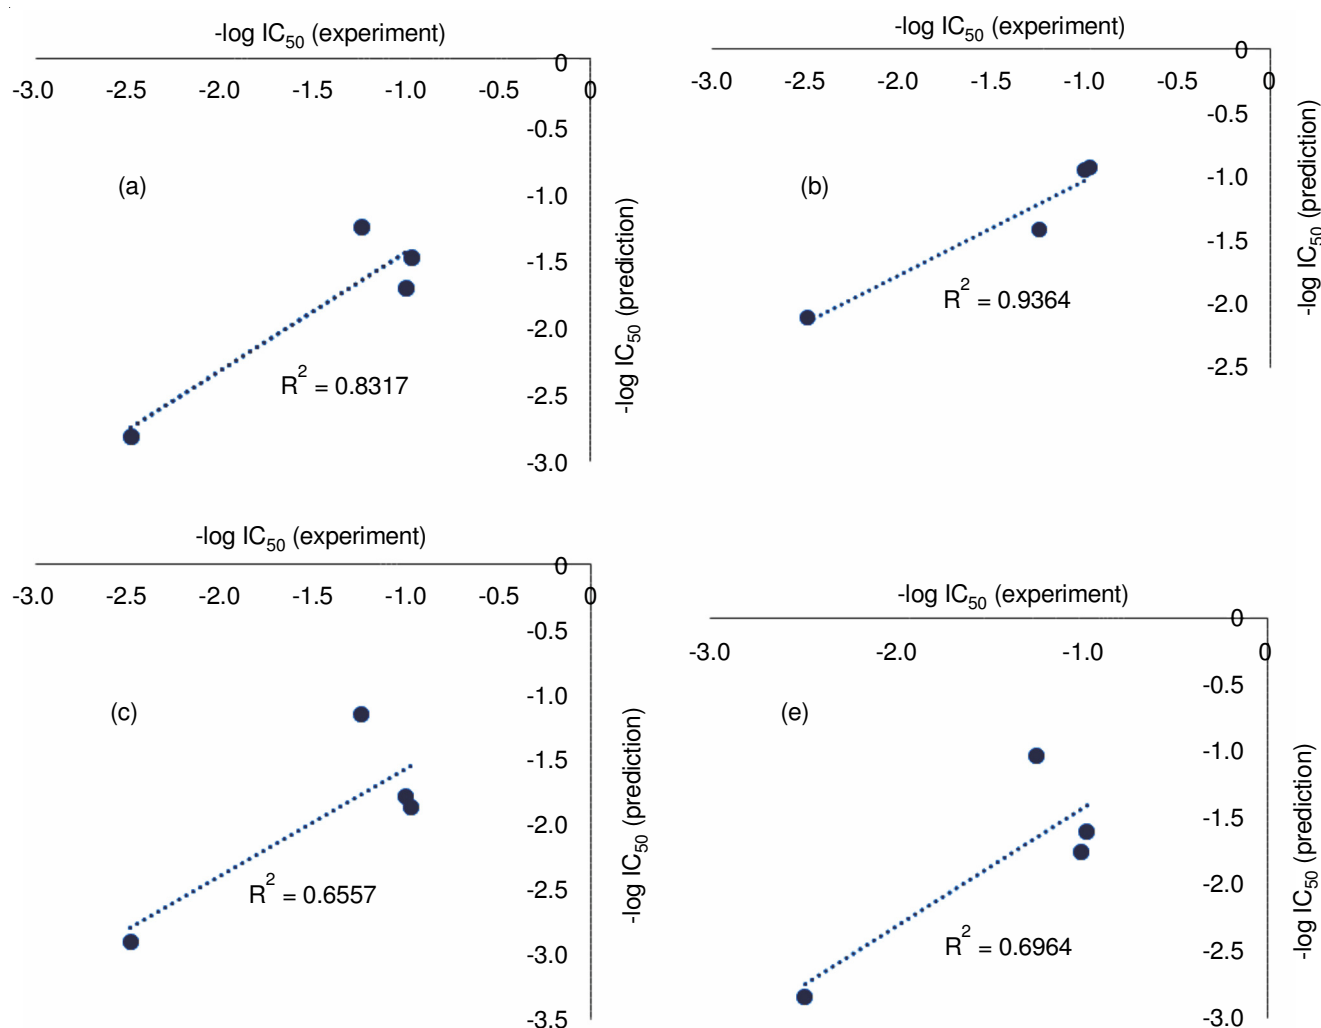 -log IC50 (experiment)
0
-3.0 -2.5 -2.0 -1.5 -1.0 0
-0.5
-1.0
-1.5
-2.0
-2.5
-3.0
(a)
R2 = 0.8317
-log IC50 (prediction)
-log IC50 (experiment)
0
-3.0 -2.5 -2.0 -1.5 -1.0 -0.5 0
-0.5
-1.0
-1.5
-2.0
-2.5
(b)
R2 = 0.9364
-log IC50 (prediction)
-log IC50 (experiment)
0
-3.0 -2.5 -2.0 -1.5 -1.0 -0.5 0
-0.5
-1.0
-1.5
-2.0
-2.5
-3.0
-3.5
(c)
R2 = 0.6557
-log IC50 (prediction)
-log IC50 (experiment)
0
-3.0 -2.0 -1.0 0
-0.5
-1.0
-1.5
-2.0
-2.5
-3.0
(e)
R2 = 0.6964
-log IC50 (prediction)